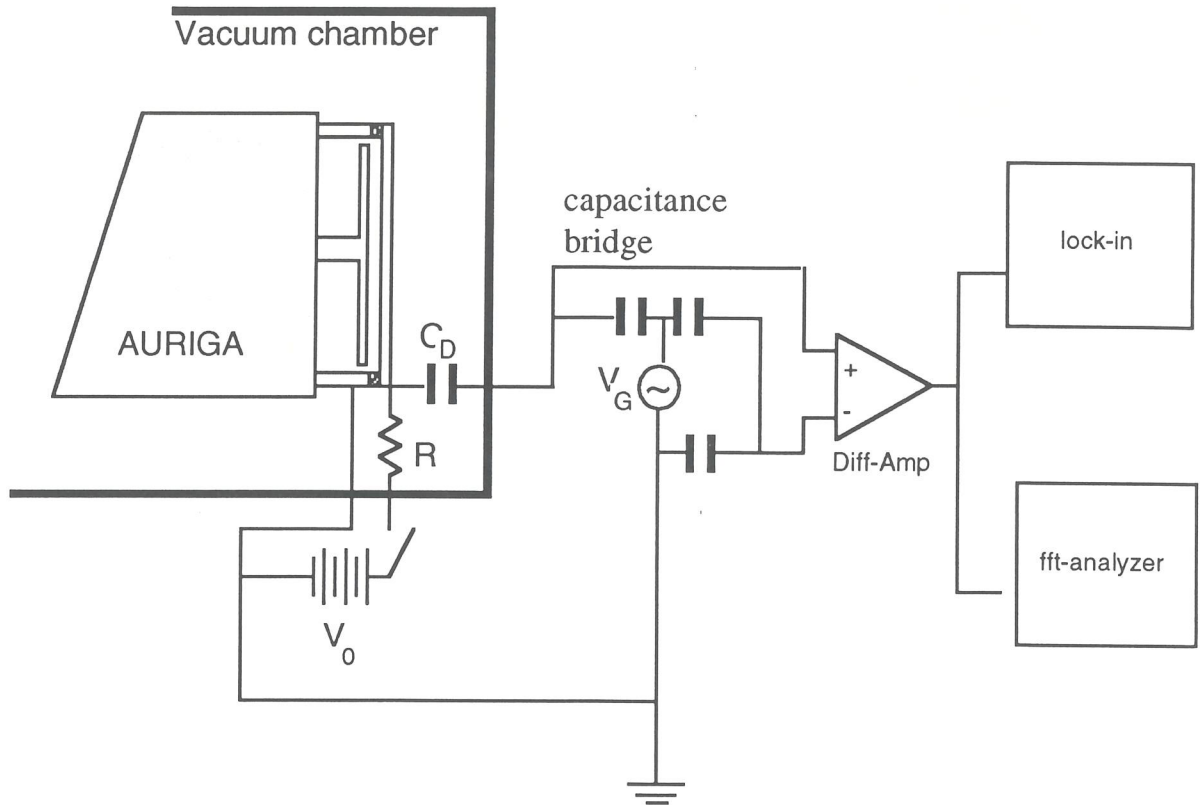 Vacuum chamber
capacitance
bridge
lock-in
AURIGA
C_D
V_G
+
-
R
Diff-Amp
fft-analyzer
V_0